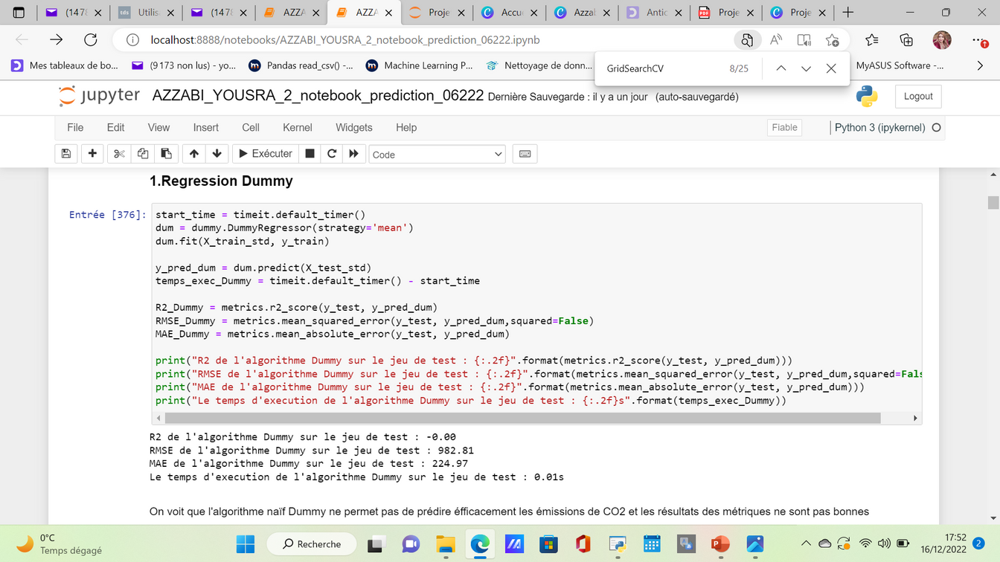 (1478
Utilis
(1478
AZZA
AZZA
Proje
Accu
Azzal
Antic
Proje
Proje
localhost:8888/notebooks/AZZABI_YOUSRA_2_notebook_prediction_06222.ipynb
Mes tableaux de bo...
(9 173 non lus) - yo...
Pandas read_csv() -...
Machine Learning P...
Nettoyage de donn...
MyASUS Software -...
GridSearchCV 8/25
jupyter AZZABI_YOUSRA_2_notebook_prediction_06222 Dernière Sauvegarde : il y a un jour (auto-sauvegardé)
Logout
File Edit View Insert Cell Kernel Widgets Help
Fiable
Python 3 (ipykernel)
Exécuter
Code
1.Regression Dummy
Entrée [376]:
start_time = timeit.default_timer()
dum = dummy.DummyRegressor(strategy='mean')
dum.fit(X_train_std, y_train)
y_pred_dum = dum.predict(X_test_std)
temps_exec_Dummy = timeit.default_timer() - start_time
R2_Dummy = metrics.r2_score(y_test, y_pred_dum)
RMSE_Dummy = metrics.mean_squared_error(y_test, y_pred_dum,squared=False)
MAE_Dummy = metrics.mean_absolute_error(y_test, y_pred_dum)
print("R2 de l'algorithme Dummy sur le jeu de test : {:.2f}".format(metrics.r2_score(y_test, y_pred_dum)))
print("RMSE de l'algorithme Dummy sur le jeu de test : {:.2f}".format(metrics.mean_squared_error(y_test, y_pred_dum,squared=Fals
print("MAE de l'algorithme Dummy sur le jeu de test : {:.2f}".format(metrics.mean_absolute_error(y_test, y_pred_dum)))
print("Le temps d'execution de l'algorithme Dummy sur le jeu de test : {:.2f}s".format(temps_exec_Dummy))
R2 de l'algorithme Dummy sur le jeu de test : -0.00
RMSE de l'algorithme Dummy sur le jeu de test : 982.81
MAE de l'algorithme Dummy sur le jeu de test : 224.97
Le temps d'execution de l'algorithme Dummy sur le jeu de test : 0.01s
On voit que l'algorithme naïf Dummy ne permet pas de prédire éfficacement les émissions de CO2 et les résultats des métriques ne sont pas bonnes
0°C
Temps dégagé
Recherche
17:52
16/12/2022
2